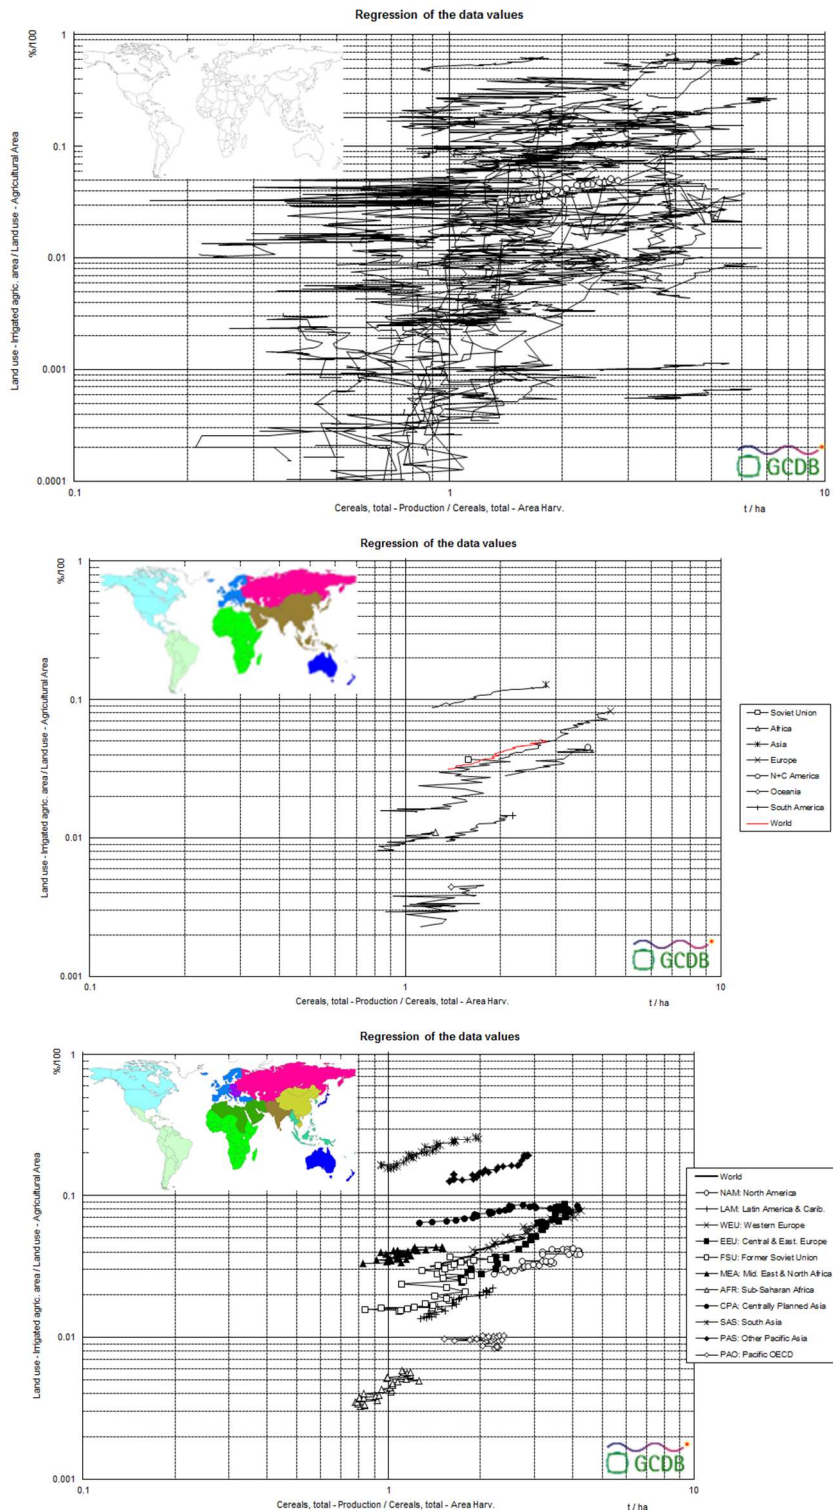 Regression of the data values
%/100
Land use - Irrigated agric. area / Land use - Agricultural Area
1
0.1
0.01
0.001
0.0001
0.1
1
10
Cereals, total - Production / Cereals, total - Area Harv.
t / ha
GCDB
Regression of the data values
%/100
Land use - Irrigated agric. area / Land use - Agricultural Area
1
0.1
0.01
0.001
0.1
1
10
Cereals, total - Production / Cereals, total - Area Harv.
t / ha
Soviet Union
Africa
Asia
Europe
N+C America
Oceania
South America
World
GCDB
Regression of the data values
%/100
Land use - Irrigated agric. area / Land use - Agricultural Area
1
0.1
0.01
0.001
0.1
1
10
Cereals, total - Production / Cereals, total - Area Harv.
t / ha
World
NAM: North America
LAM: Latin America & Carib.
WEU: Western Europe
EEU: Central & East. Europe
FSU: Former Soviet Union
MEA: Mid. East & North Africa
AFR: Sub-Saharan Africa
CPA: Centrally Planned Asia
SAS: South Asia
PAS: Other Pacific Asia
PAO: Pacific OECD
GCDB